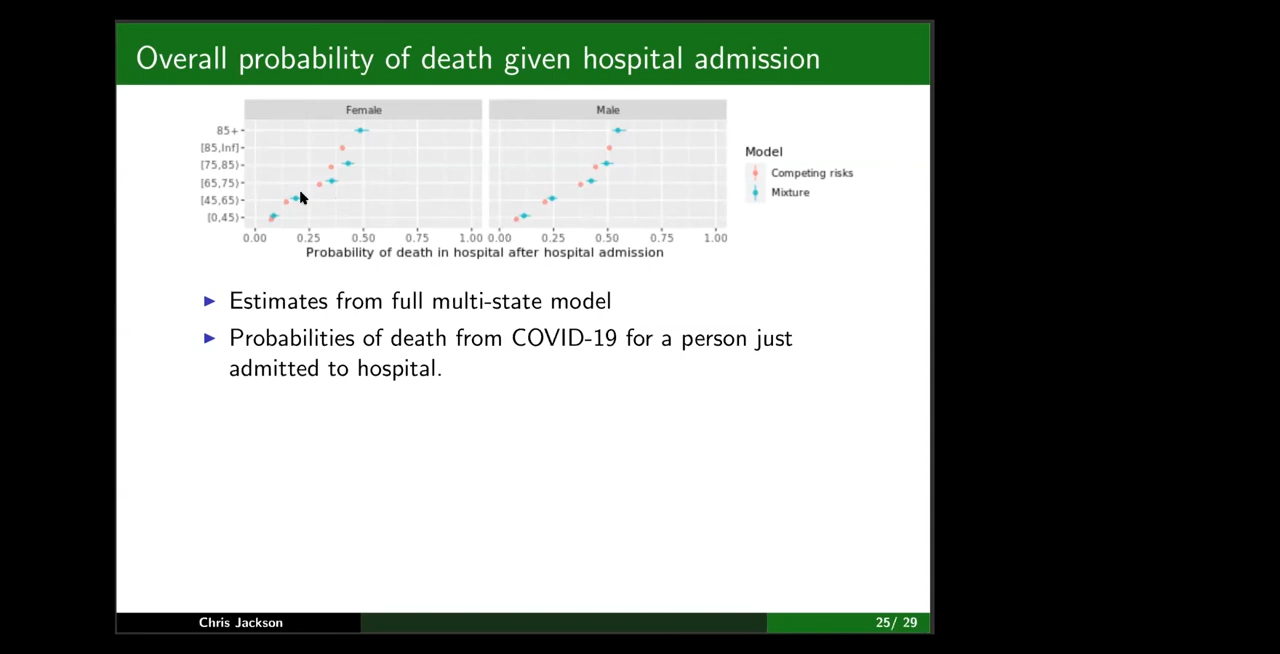 Overall probability of death given hospital admission
Female
Male
85+
[85,Inf]
[75,85)
[65,75)
[45,65)
[0,45)
0.00 0.25 0.50 0.75 1.00
0.00 0.25 0.50 0.75 1.00
Probability of death in hospital after hospital admission
Model
Competing risks
Mixture
Estimates from full multi-state model
Probabilities of death from COVID-19 for a person just
admitted to hospital.
Chris Jackson
25/ 29